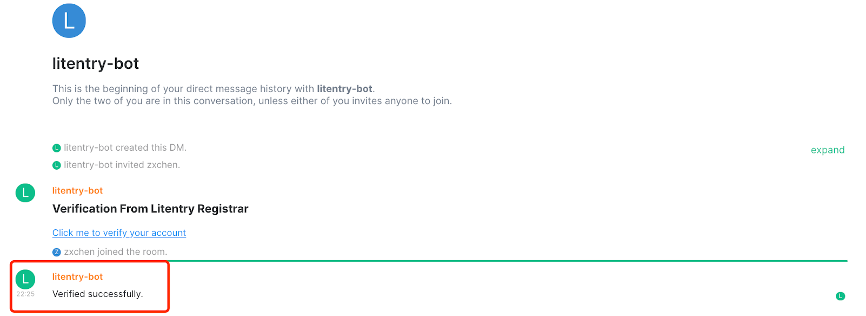 L
litentry-bot
This is the beginning of your direct message history with litentry-bot.
Only the two of you are in this conversation, unless either of you invites anyone to join.
L litentry-bot created this DM.
expand
L litentry-bot invited zxchen.
L litentry-bot
Verification From Litentry Registrar
Click me to verify your account
Z zxchen joined the room.
L litentry-bot
22:25 Verified successfully.
L